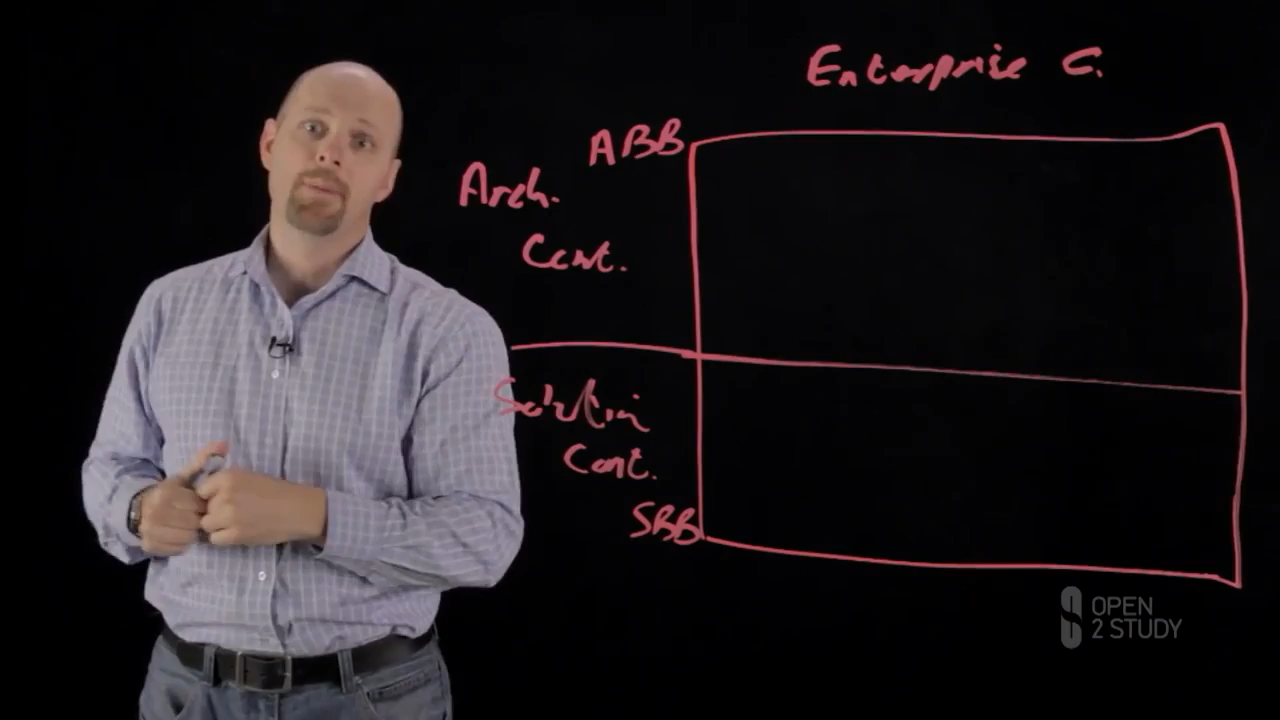 Enterprise C.
ABB
Arch.
Cont.
Solution
Cont.
SBB
OPEN
2 STUDY